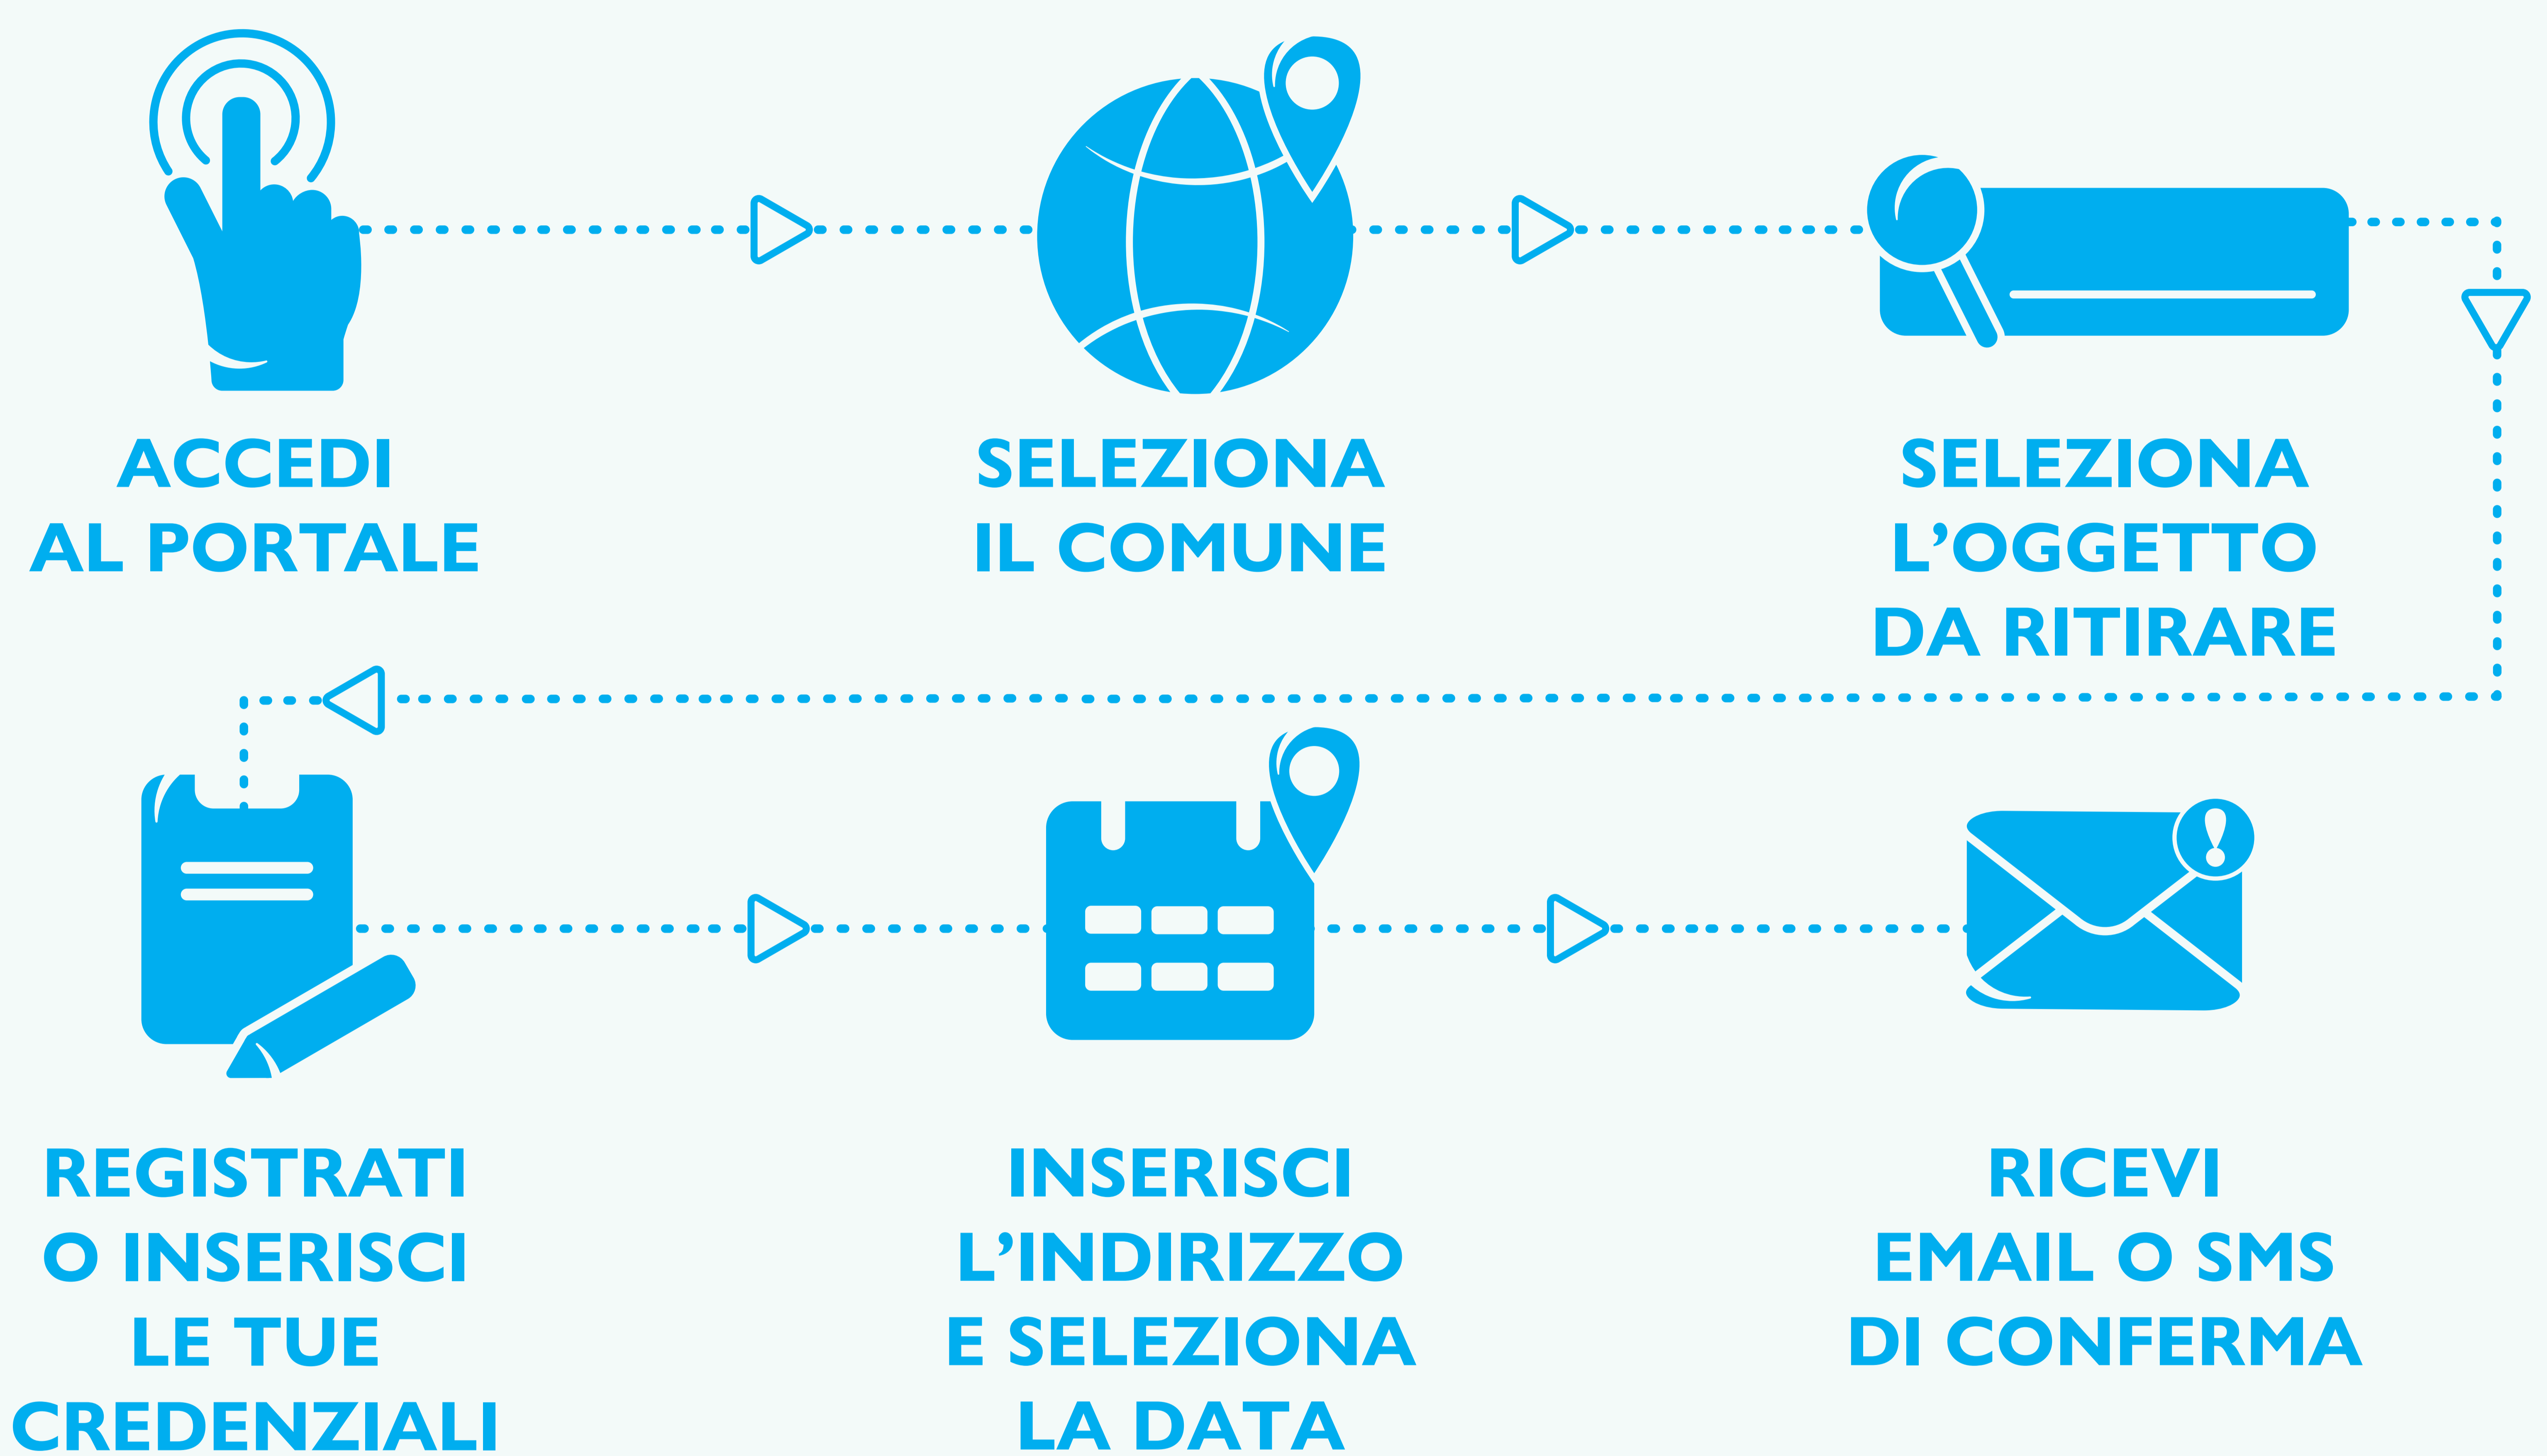 ACCEDI
AL PORTALE
SELEZIONA
IL COMUNE
SELEZIONA
L’OGGETTO
DA RITIRARE
REGISTRATI
O INSERISCI
LE TUE
CREDENZIALI
INSERISCI
L’INDIRIZZO
E SELEZIONA
LA DATA
RICEVI
EMAIL O SMS
DI CONFERMA